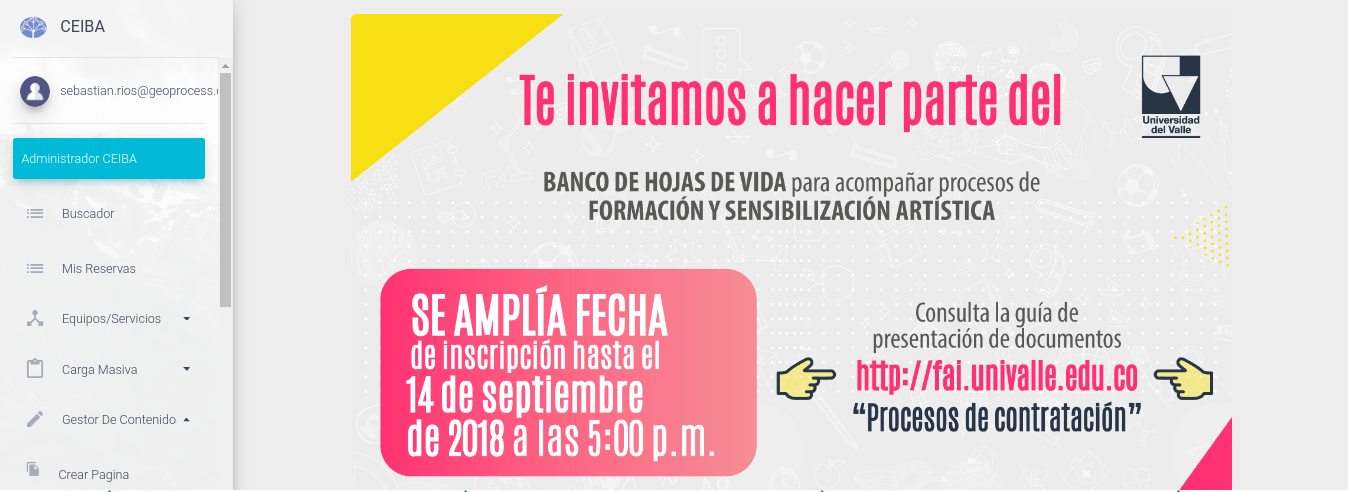 CEIBA
sebastian.rios@geoprocess.
Administrador CEIBA
Buscador
Mis Reservas
Equipos/Servicios
Carga Masiva
Gestor De Contenido
Crear Pagina
Te invitamos a hacer parte del
Universidad
del Valle
BANCO DE HOJAS DE VIDA para acompañar procesos de
FORMACIÓN Y SENSIBILIZACIÓN ARTÍSTICA
SE AMPLÍA FECHA
de inscripción hasta el
14 de septiembre
de 2018 a las 5:00 p.m.
Consulta la guía de
presentación de documentos
http://fai.univalle.edu.co
“Procesos de contratación”